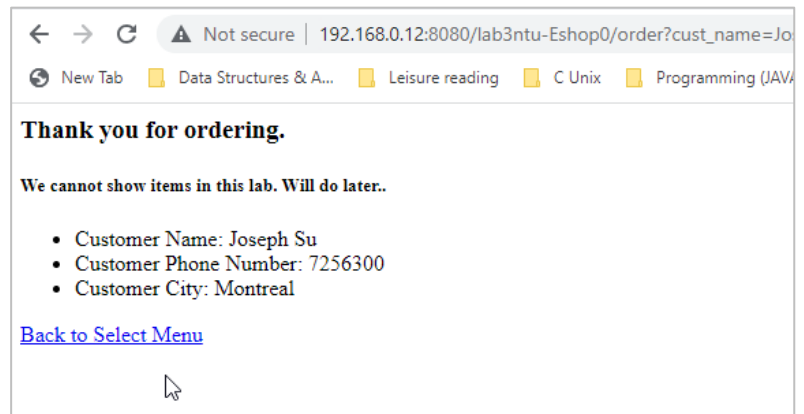 Not secure | 192.168.0.12:8080/lab3ntu-Eshop0/order?cust_name=Jo
New Tab Data Structures & A... Leisure reading C Unix Programming (JAVA
Thank you for ordering.
We cannot show items in this lab. Will do later..
• Customer Name: Joseph Su
• Customer Phone Number: 7256300
• Customer City: Montreal
Back to Select Menu